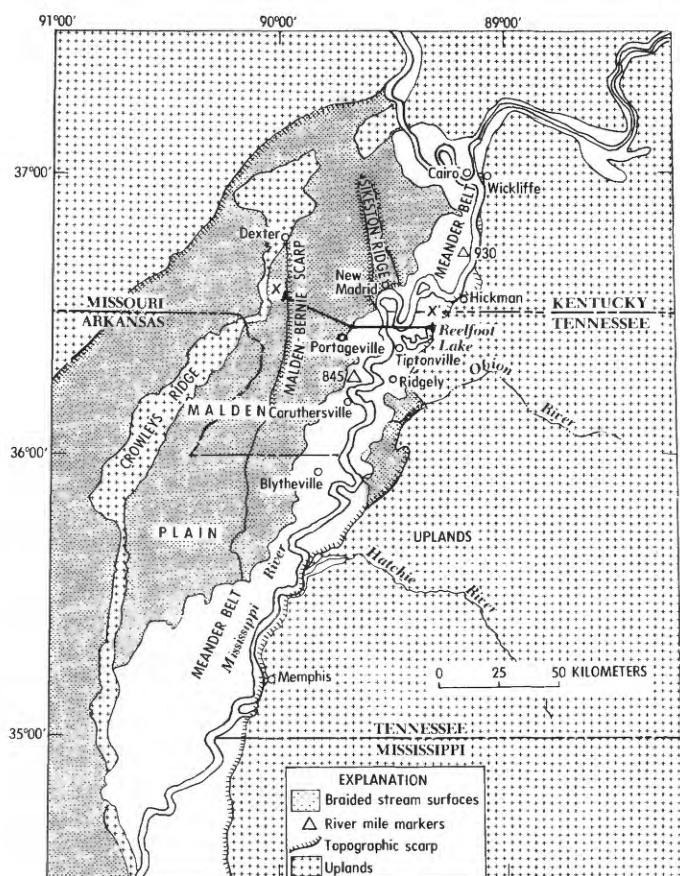 91°00' 90°00' 89°00'
37°00'
Cairo
Wickliffe
MEANDER BELT
SIKESTON RIDGE
Dexter
930
MALDEN-BERNIE SCARP
New
Madrid
X
X'
Hickman
MISSOURI
ARKANSAS
KENTUCKY
TENNESSEE
Reelfoot
Lake
Portageville
Tiptonville
845
Ridgely
Obion
River
CROWLEYS RIDGE
MALDEN
Caruthersville
36°00'
Blytheville
PLAIN
UPLANDS
MEANDER BELT
Mississippi
River
Hatchie
River
Memphis
0 25 50 KILOMETERS
35°00'
TENNESSEE
MISSISSIPPI
EXPLANATION
Braided stream surfaces
River mile markers
Topographic scarp
Uplands